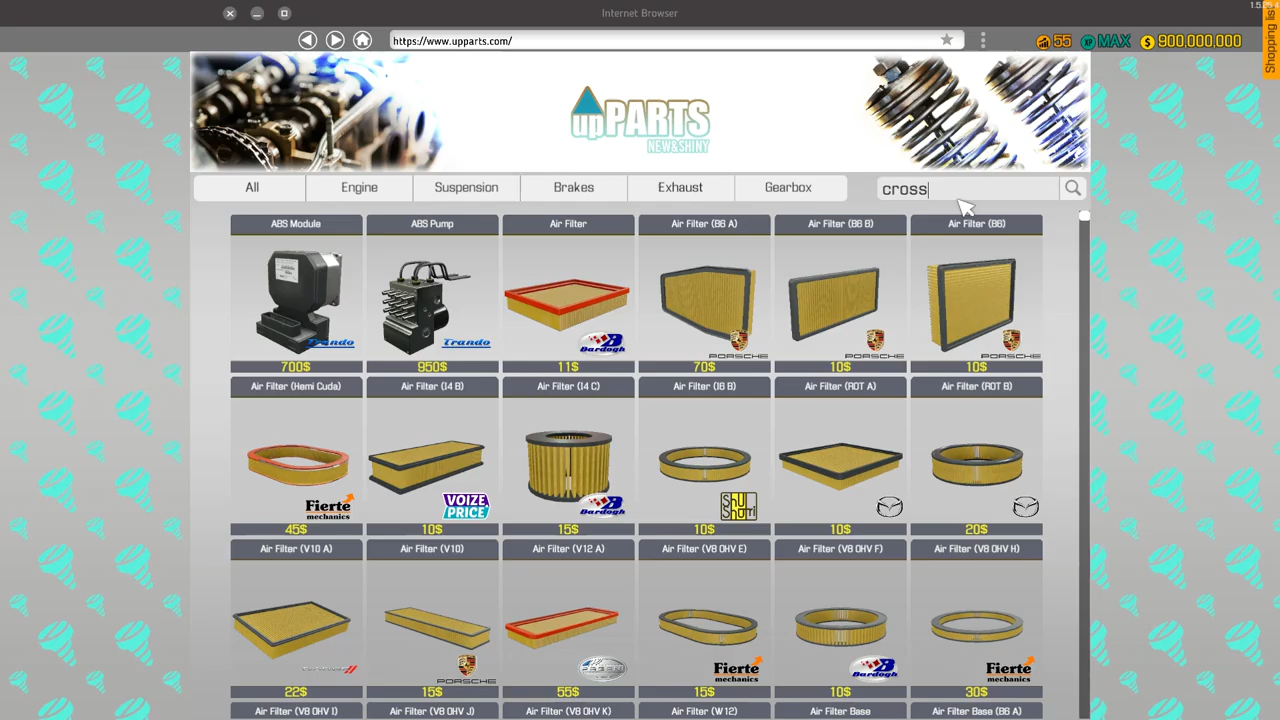 1.5.26.4
Internet Browser
https://www.upparts.com/
55
XP
MAX
$
900,000,000
Shopping list
upPARTS
NEW&SHINY
All
Engine
Suspension
Brakes
Exhaust
Gearbox
cross
ABS Module
ABS Pump
Air Filter
Air Filter (B6 A)
Air Filter (B6 B)
Air Filter (B6)
Trando
Trando
Bardogh
PORSCHE
PORSCHE
PORSCHE
700$
950$
11$
70$
10$
10$
Air Filter (Hemi Cuda)
Air Filter (I4 B)
Air Filter (I4 C)
Air Filter (I6 B)
Air Filter (ROT A)
Air Filter (ROT B)
Fierte
mechanics
VOIZE
PRICE
Bardogh
Shul
Shuti
45$
10$
15$
10$
10$
20$
Air Filter (V10 A)
Air Filter (V10)
Air Filter (V12 A)
Air Filter (V8 OHV E)
Air Filter (V8 OHV F)
Air Filter (V8 OHV H)
PORSCHE
Fierte
mechanics
Bardogh
Fierte
mechanics
22$
15$
55$
15$
10$
30$
Air Filter (V8 OHV I)
Air Filter (V8 OHV J)
Air Filter (V8 OHV K)
Air Filter (W12)
Air Filter Base
Air Filter Base (B6 A)